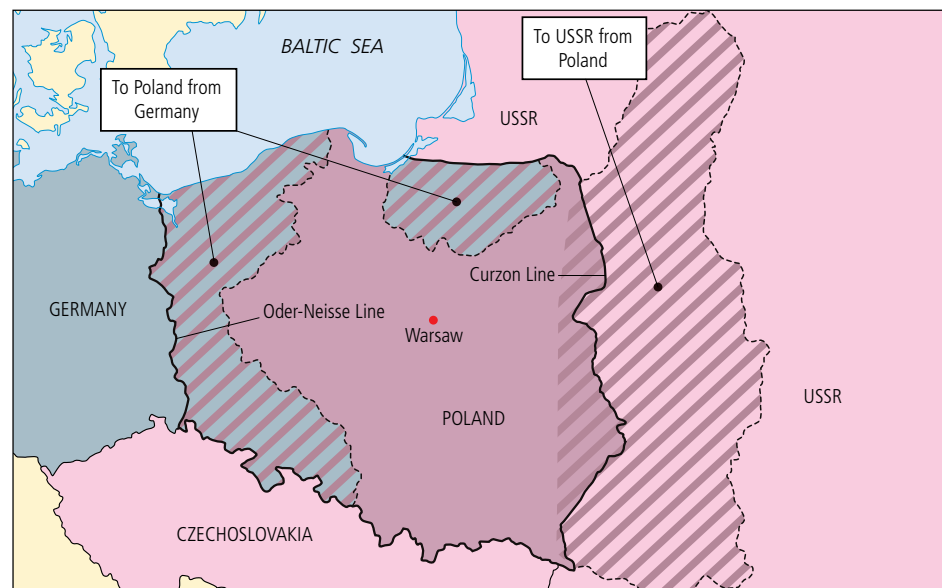 BALTIC SEA
To USSR from
Poland
To Poland from
Germany
USSR
Curzon Line
GERMANY
Oder-Neisse Line
Warsaw
USSR
POLAND
CZECHOSLOVAKIA